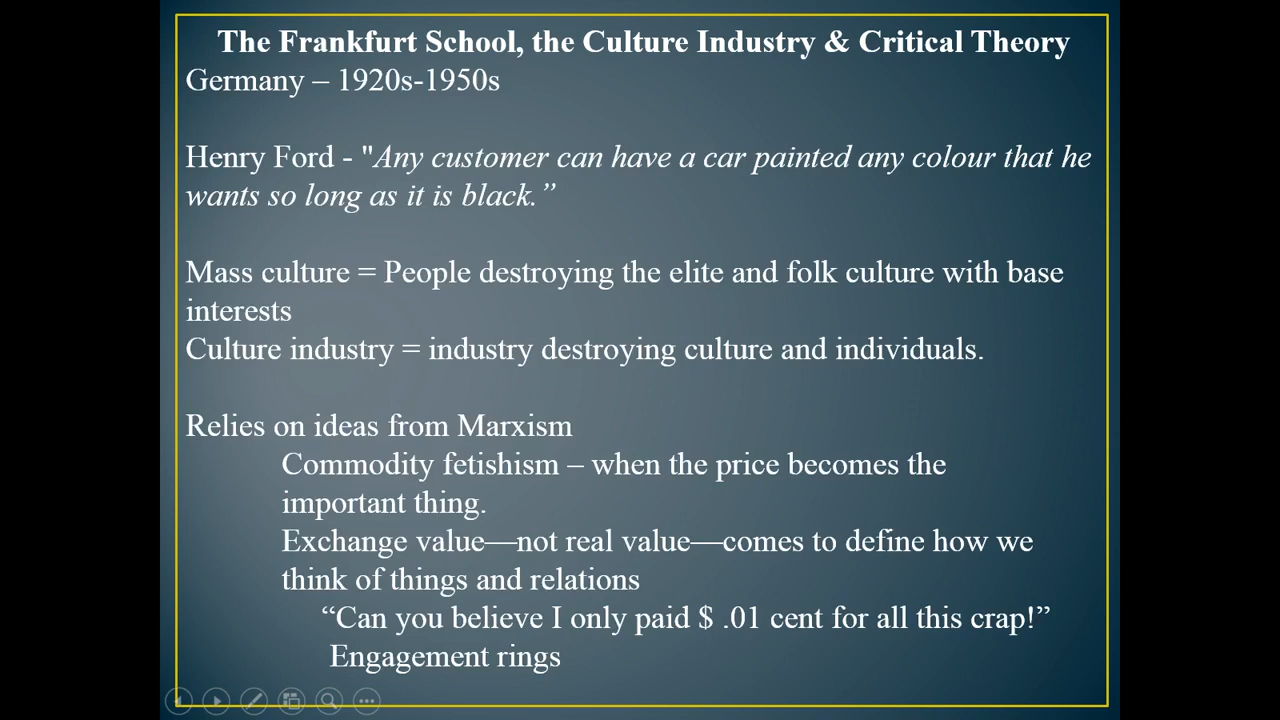 The Frankfurt School, the Culture Industry & Critical Theory
Germany – 1920s-1950s
Henry Ford - "Any customer can have a car painted any colour that he
wants so long as it is black.”
Mass culture = People destroying the elite and folk culture with base
interests
Culture industry = industry destroying culture and individuals.
Relies on ideas from Marxism
Commodity fetishism – when the price becomes the
important thing.
Exchange value—not real value—comes to define how we
think of things and relations
“Can you believe I only paid $ .01 cent for all this crap!”
Engagement rings